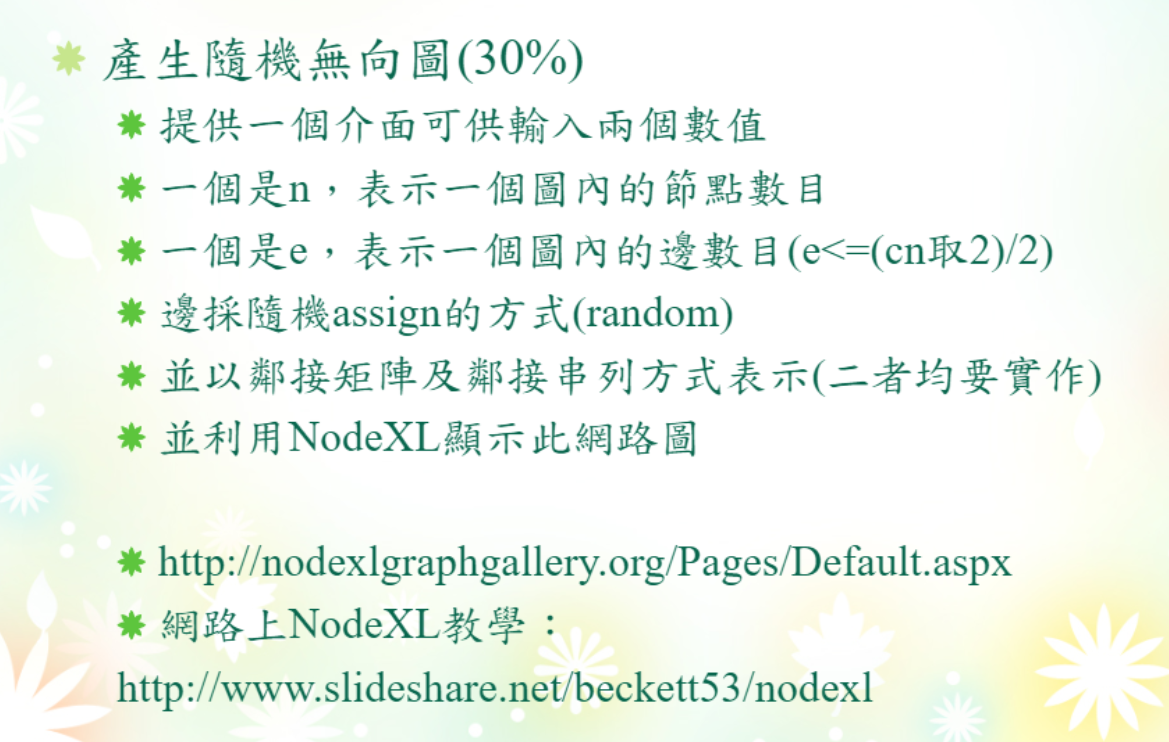 產生隨機無向圖(30%)
提供一個介面可供輸入兩個數值
一個是n，表示一個圖內的節點數目
一個是e，表示一個圖內的邊數目(e<=(cn取2)/2)
邊採隨機assign的方式(random)
並以鄰接矩陣及鄰接串列方式表示(二者均要實作)
並利用NodeXL顯示此網路圖
http://nodexlgraphgallery.org/Pages/Default.aspx
網路上NodeXL教學：
http://www.slideshare.net/beckett53/nodexl